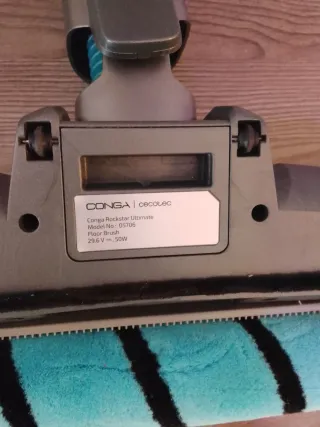 CONGA | cecotec
Conga Rockstar Ultimate
Model No.: 05706
Floor Brush
29.6 V ⎓, 50W